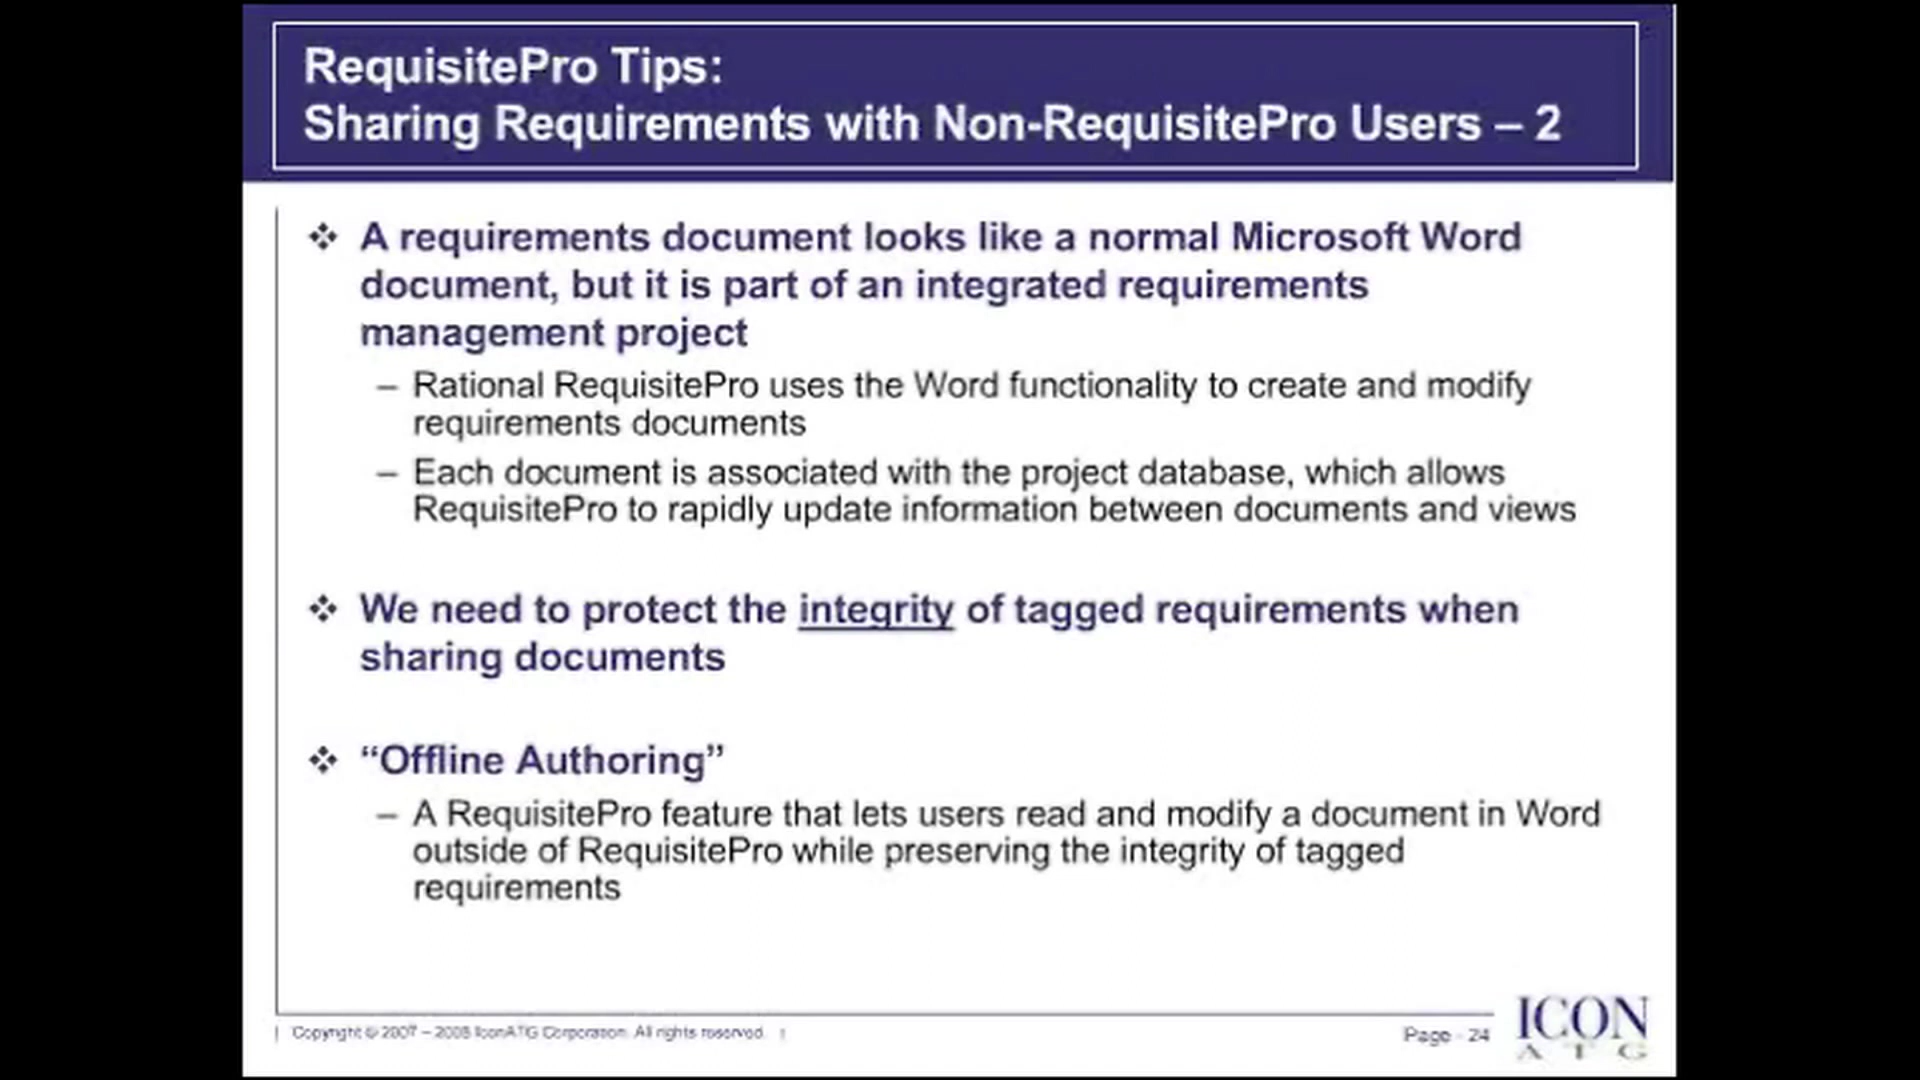 RequisitePro Tips:
Sharing Requirements with Non-RequisitePro Users – 2
❖ A requirements document looks like a normal Microsoft Word
document, but it is part of an integrated requirements
management project
– Rational RequisitePro uses the Word functionality to create and modify
requirements documents
– Each document is associated with the project database, which allows
RequisitePro to rapidly update information between documents and views
❖ We need to protect the integrity of tagged requirements when
sharing documents
❖ “Offline Authoring”
– A RequisitePro feature that lets users read and modify a document in Word
outside of RequisitePro while preserving the integrity of tagged
requirements
Copyright © 2007 – 2008 IconATG Corporation. All rights reserved.
Page - 24
ICON
ATG